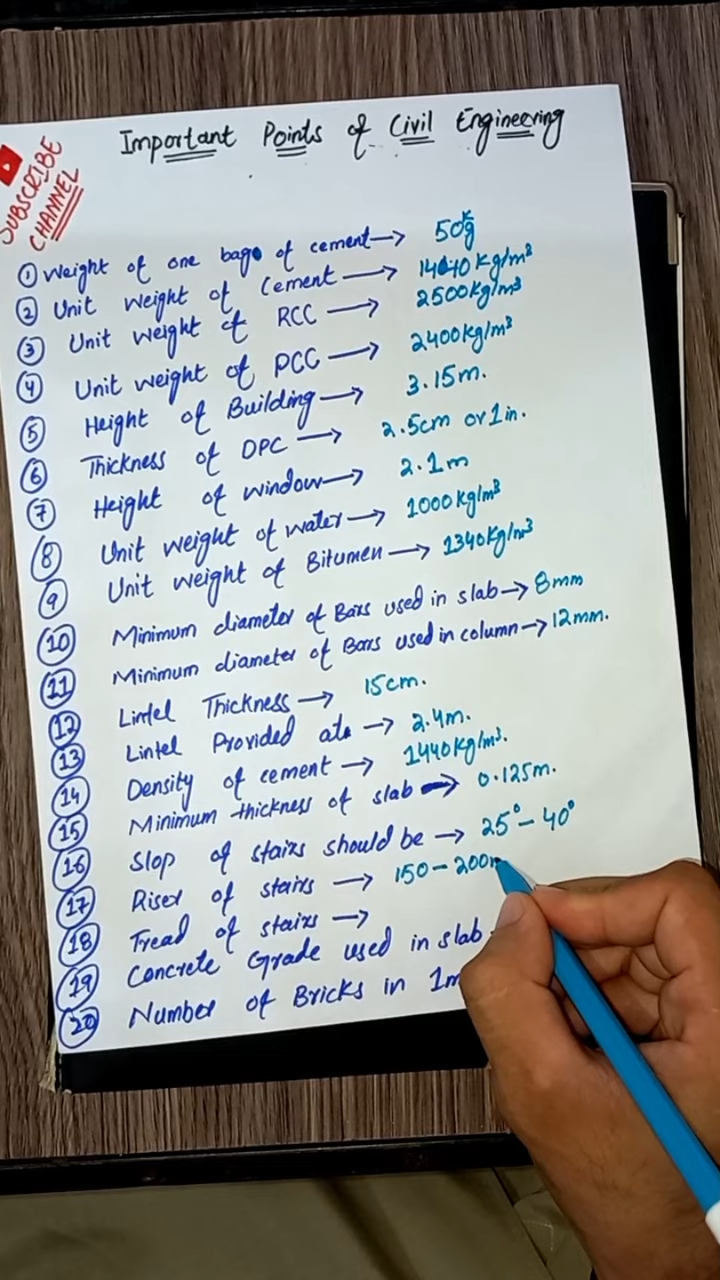 Important Points of Civil Engineering
SUBSCRIBE
CHANNEL
① Weight of one bag of cement → 50kg
② Unit Weight of Cement → 1440 Kg/m³
③ Unit weight of RCC → 2500Kg/m³
④ Unit weight of PCC → 2400Kg/m³
⑤ Height of Building → 3.15m.
⑥ Thickness of DPC → 2.5cm or 1in.
⑦ Height of window → 2.1m
⑧ Unit weight of water → 1000Kg/m³
⑨ Unit weight of Bitumen → 1340Kg/m³
⑩ Minimum diameter of Bars used in slab → 8mm
⑪ Minimum diameter of Bars used in column → 12mm.
⑫ Lintel Thickness → 15cm.
⑬ Lintel Provided at → 2.4m.
⑭ Density of cement → 1440Kg/m³.
⑮ Minimum thickness of slab → 0.125m.
⑯ Slop of stairs should be → 25° - 40°
⑰ Riser of stairs → 150 - 200
⑱ Tread of stairs →
⑲ Concrete Grade used in slab
⑳ Number of Bricks in 1m